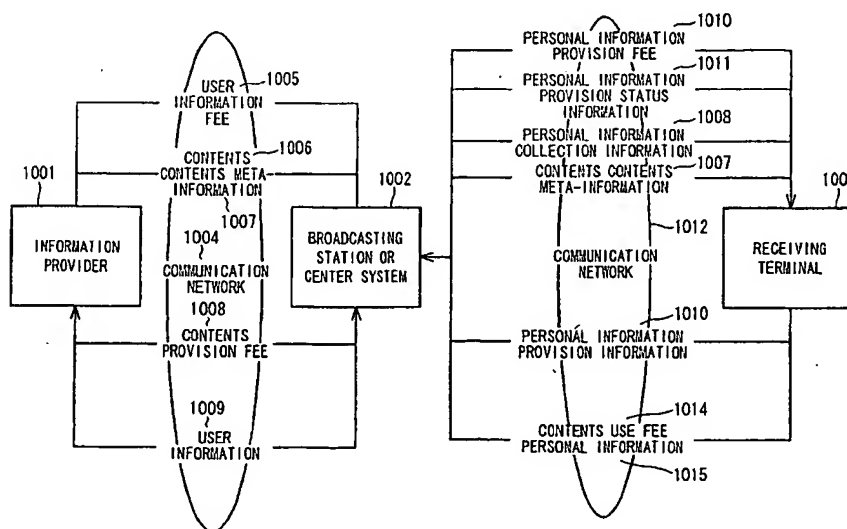 1005
USER
INFORMATION
FEE
1006
CONTENTS
CONTENTS META
INFORMATION
1007
1001
INFORMATION
PROVIDER
1002
BROADCASTING
STATION OR
CENTER SYSTEM
1004
COMMUNICATION
NETWORK
1008
CONTENTS
PROVISION FEE
1009
USER
INFORMATION
1010
PERSONAL INFORMATION
PROVISION FEE
1011
PERSONAL INFORMATION
PROVISION STATUS
INFORMATION
1008
PERSONAL INFORMATION
COLLECTION INFORMATION
1007
CONTENTS CONTENTS
META-INFORMATION
1012
COMMUNICATION
NETWORK
100
RECEIVING
TERMINAL
1010
PERSONAL INFORMATION
PROVISION INFORMATION
1014
CONTENTS USE FEE
PERSONAL INFORMATION
1015